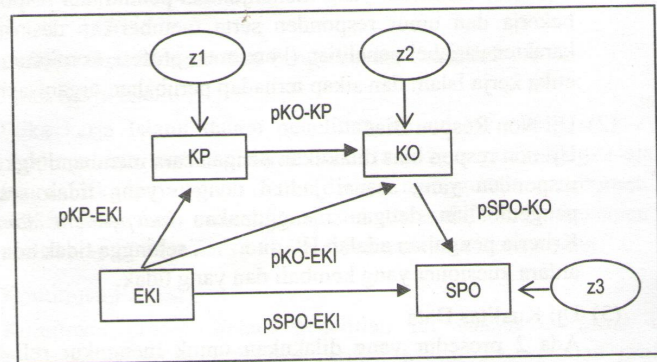 z1
z2
pKO-KP
KP
KO
pKP-EKI
pSPO-KO
pKO-EKI
EKI
SPO
z3
pSPO-EKI